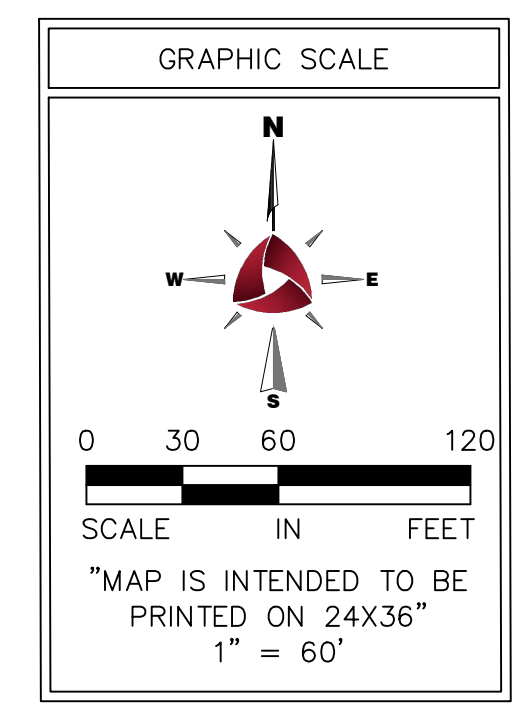 GRAPHIC SCALE
N
W E
S
0 30 60 120
SCALE IN FEET
"MAP IS INTENDED TO BE
PRINTED ON 24X36"
1" = 60'